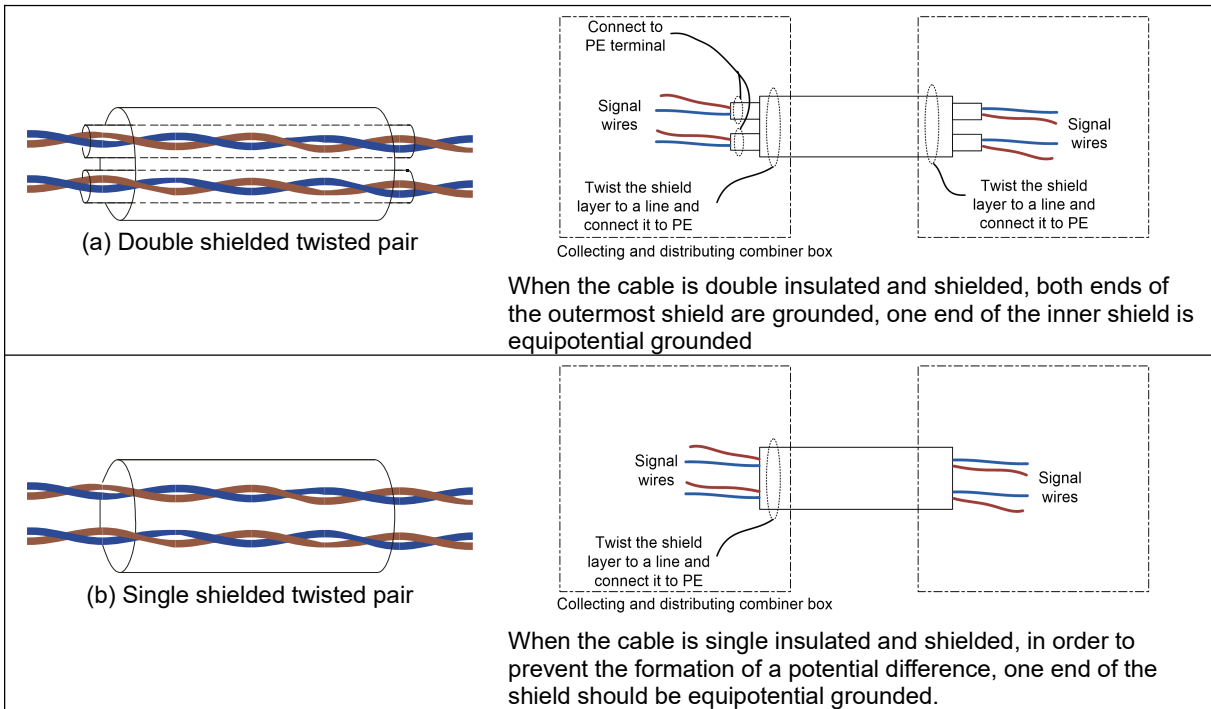 (a) Double shielded twisted pair
Connect to
PE terminal
Signal
wires
Signal
wires
Twist the shield
layer to a line and
connect it to PE
Twist the shield
layer to a line and
connect it to PE
Collecting and distributing combiner box
When the cable is double insulated and shielded, both ends of
the outermost shield are grounded, one end of the inner shield is
equipotential grounded
(b) Single shielded twisted pair
Signal
wires
Signal
wires
Twist the shield
layer to a line and
connect it to PE
Collecting and distributing combiner box
When the cable is single insulated and shielded, in order to
prevent the formation of a potential difference, one end of the
shield should be equipotential grounded.